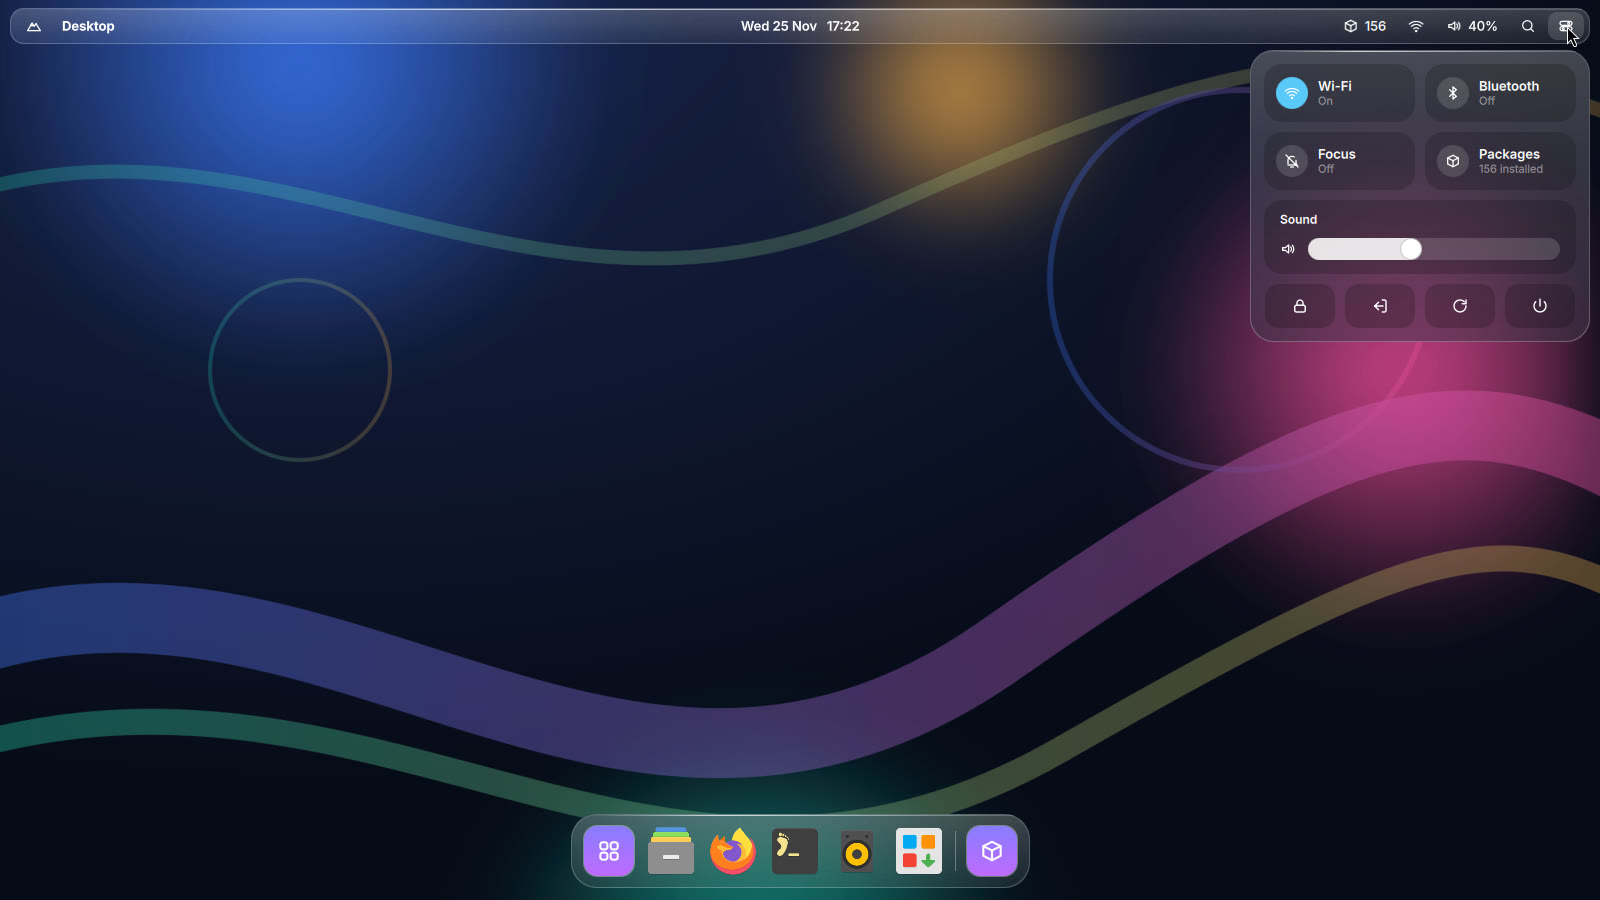 Desktop
Wed 25 Nov 17:22
156
40%
Wi-Fi
On
Bluetooth
Off
Focus
Off
Packages
156 installed
Sound